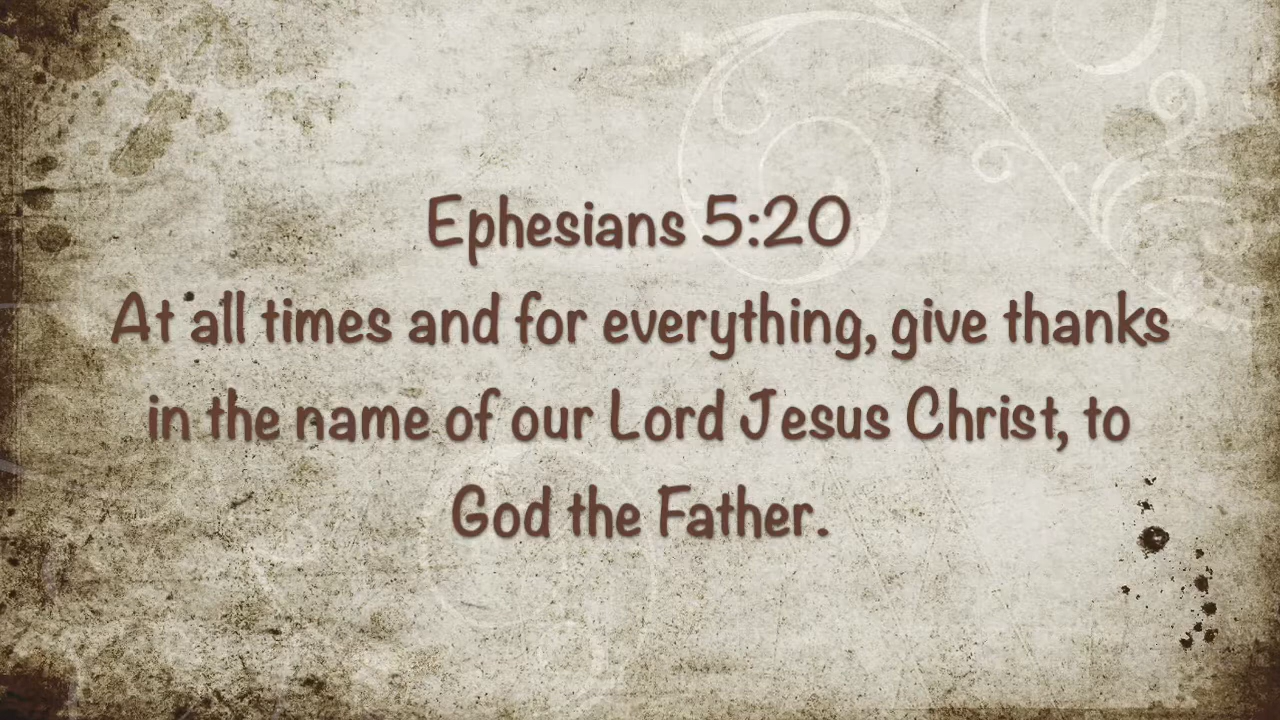 Ephesians 5:20
At all times and for everything, give thanks
in the name of our Lord Jesus Christ, to
God the Father.